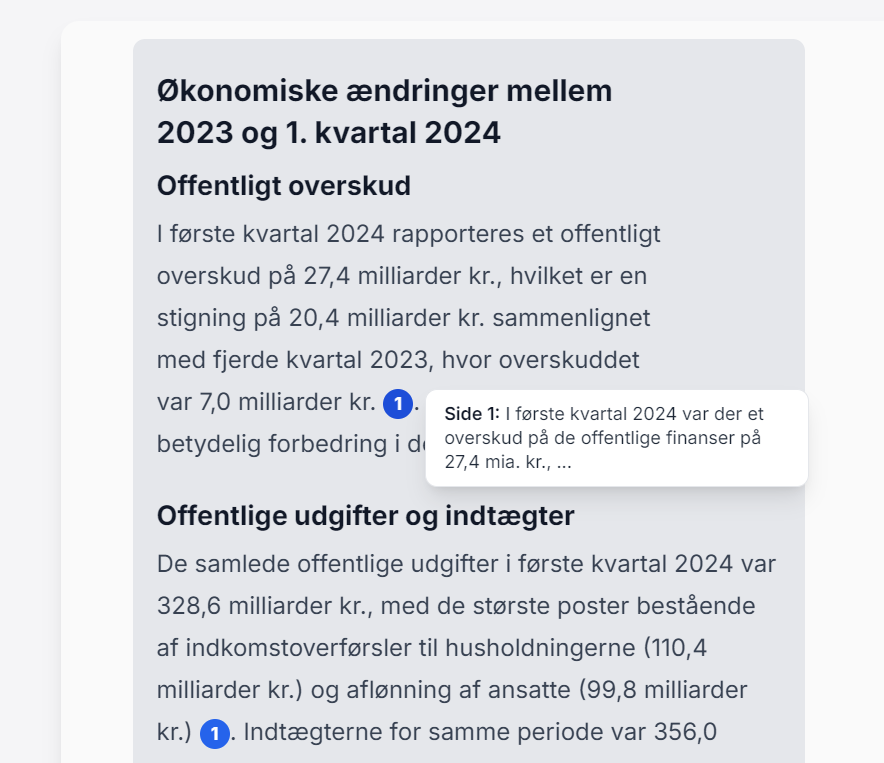 Økonomiske ændringer mellem
2023 og 1. kvartal 2024
Offentligt overskud
I første kvartal 2024 rapporteres et offentligt
overskud på 27,4 milliarder kr., hvilket er en
stigning på 20,4 milliarder kr. sammenlignet
med fjerde kvartal 2023, hvor overskuddet
var 7,0 milliarder kr. 1.
betydelig forbedring i
Side 1: I første kvartal 2024 var der et
overskud på de offentlige finanser på
27,4 mia. kr., ...
Offentlige udgifter og indtægter
De samlede offentlige udgifter i første kvartal 2024 var
328,6 milliarder kr., med de største poster bestående
af indkomstoverførsler til husholdningerne (110,4
milliarder kr.) og aflønning af ansatte (99,8 milliarder
kr.) 1. Indtægterne for samme periode var 356,0